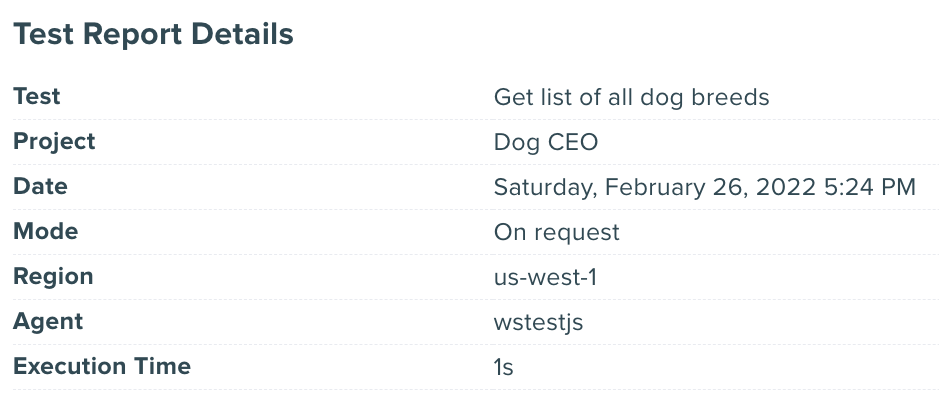 Test Report Details
Test Get list of all dog breeds
Project Dog CEO
Date Saturday, February 26, 2022 5:24 PM
Mode On request
Region us-west-1
Agent wstestjs
Execution Time 1s